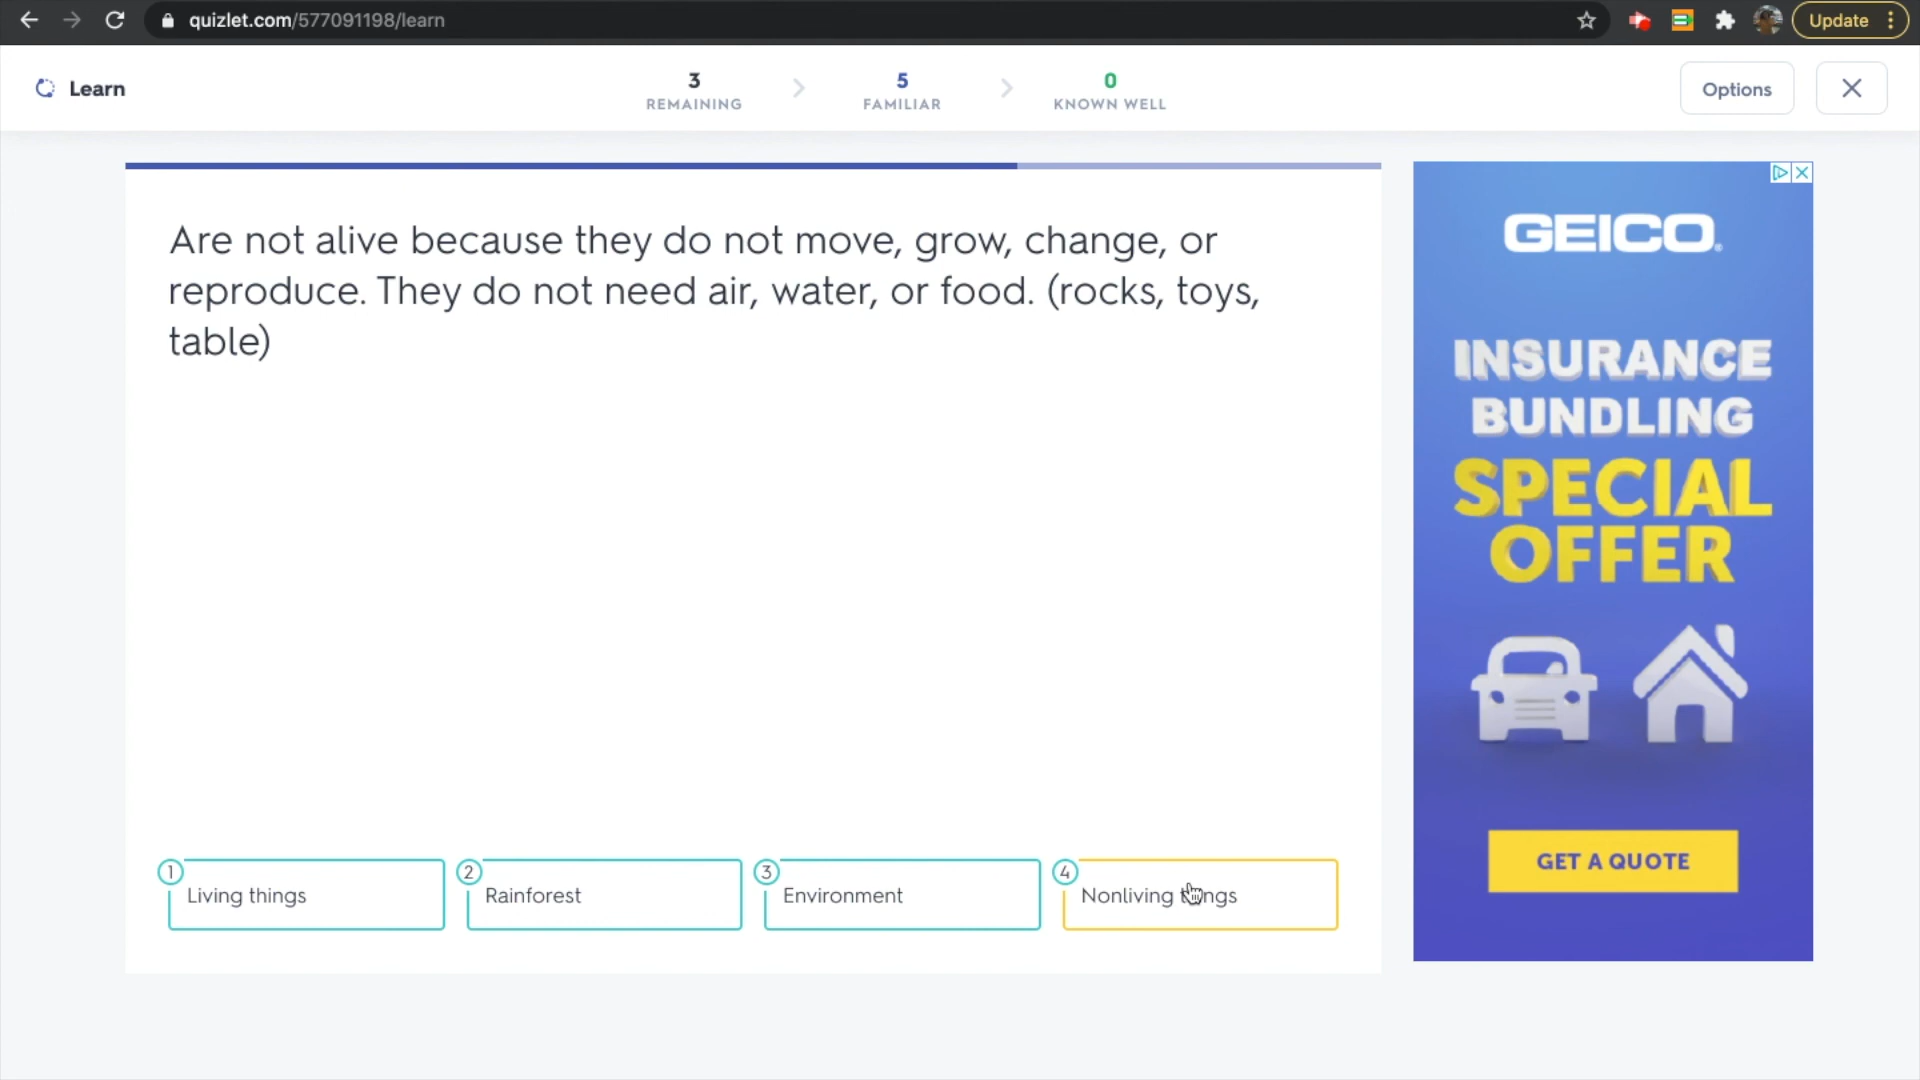 quizlet.com/577091198/learn
Update
Learn
3
REMAINING
5
FAMILIAR
0
KNOWN WELL
Options
Are not alive because they do not move, grow, change, or
reproduce. They do not need air, water, or food. (rocks, toys,
table)
1
Living things
2
Rainforest
3
Environment
4
Nonliving things
GEICO.
INSURANCE
BUNDLING
SPECIAL
OFFER
GET A QUOTE